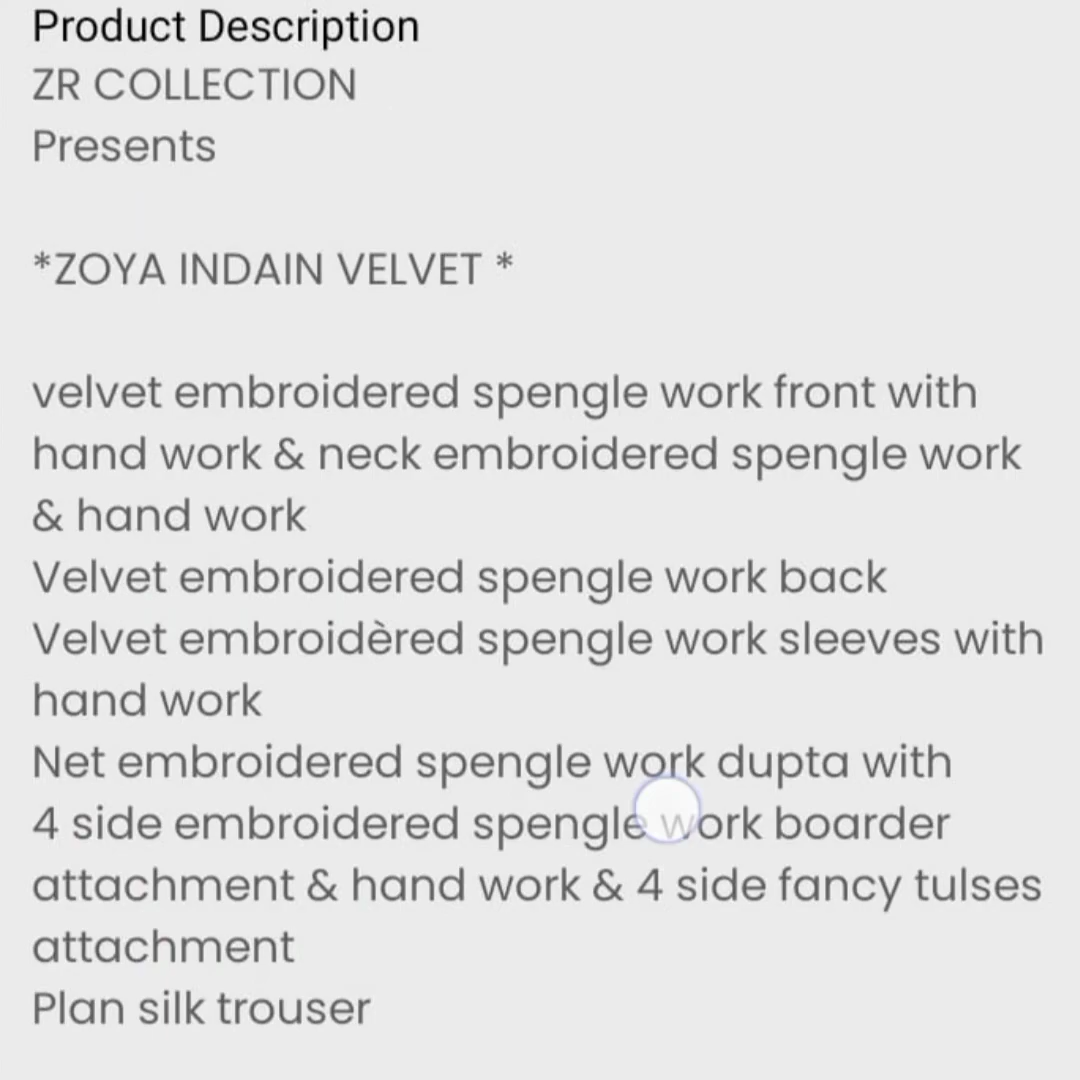 Product Description
ZR COLLECTION
Presents
*ZOYA INDAIN VELVET *
velvet embroidered spengle work front with
hand work & neck embroidered spengle work
& hand work
Velvet embroidered spengle work back
Velvet embroidèred spengle work sleeves with
hand work
Net embroidered spengle work dupta with
4 side embroidered spengle work boarder
attachment & hand work & 4 side fancy tulses
attachment
Plan silk trouser